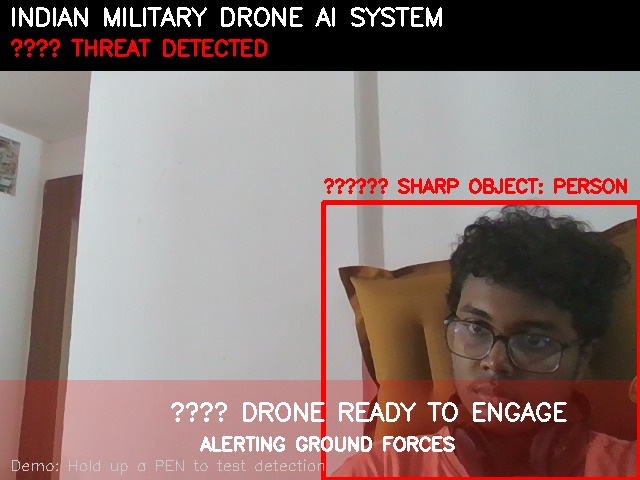 INDIAN MILITARY DRONE AI SYSTEM
???? THREAT DETECTED
?????? SHARP OBJECT: PERSON
???? DRONE READY TO ENGAGE
ALERTING GROUND FORCES
Demo: Hold up a PEN to test detection